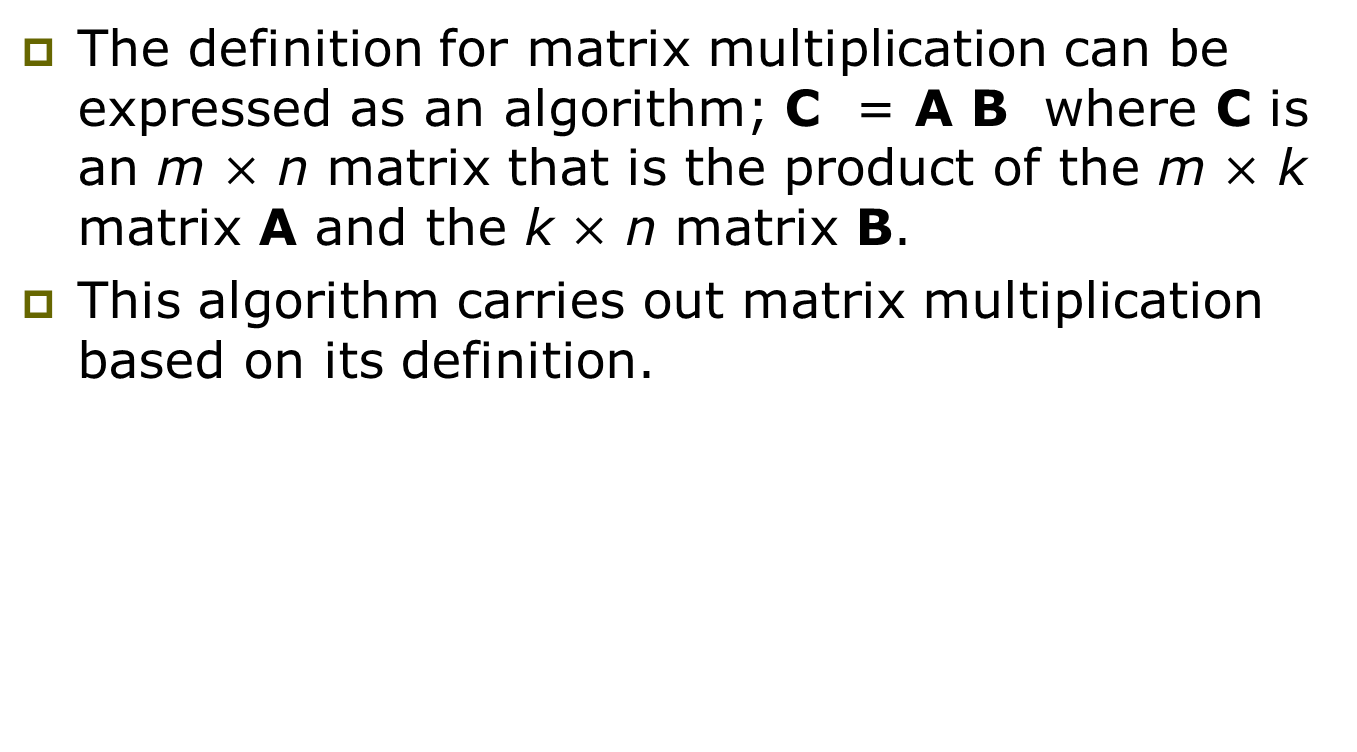 The definition for matrix multiplication can be
expressed as an algorithm; C = A B where C is
an m × n matrix that is the product of the m × k
matrix A and the k × n matrix B.
This algorithm carries out matrix multiplication
based on its definition.